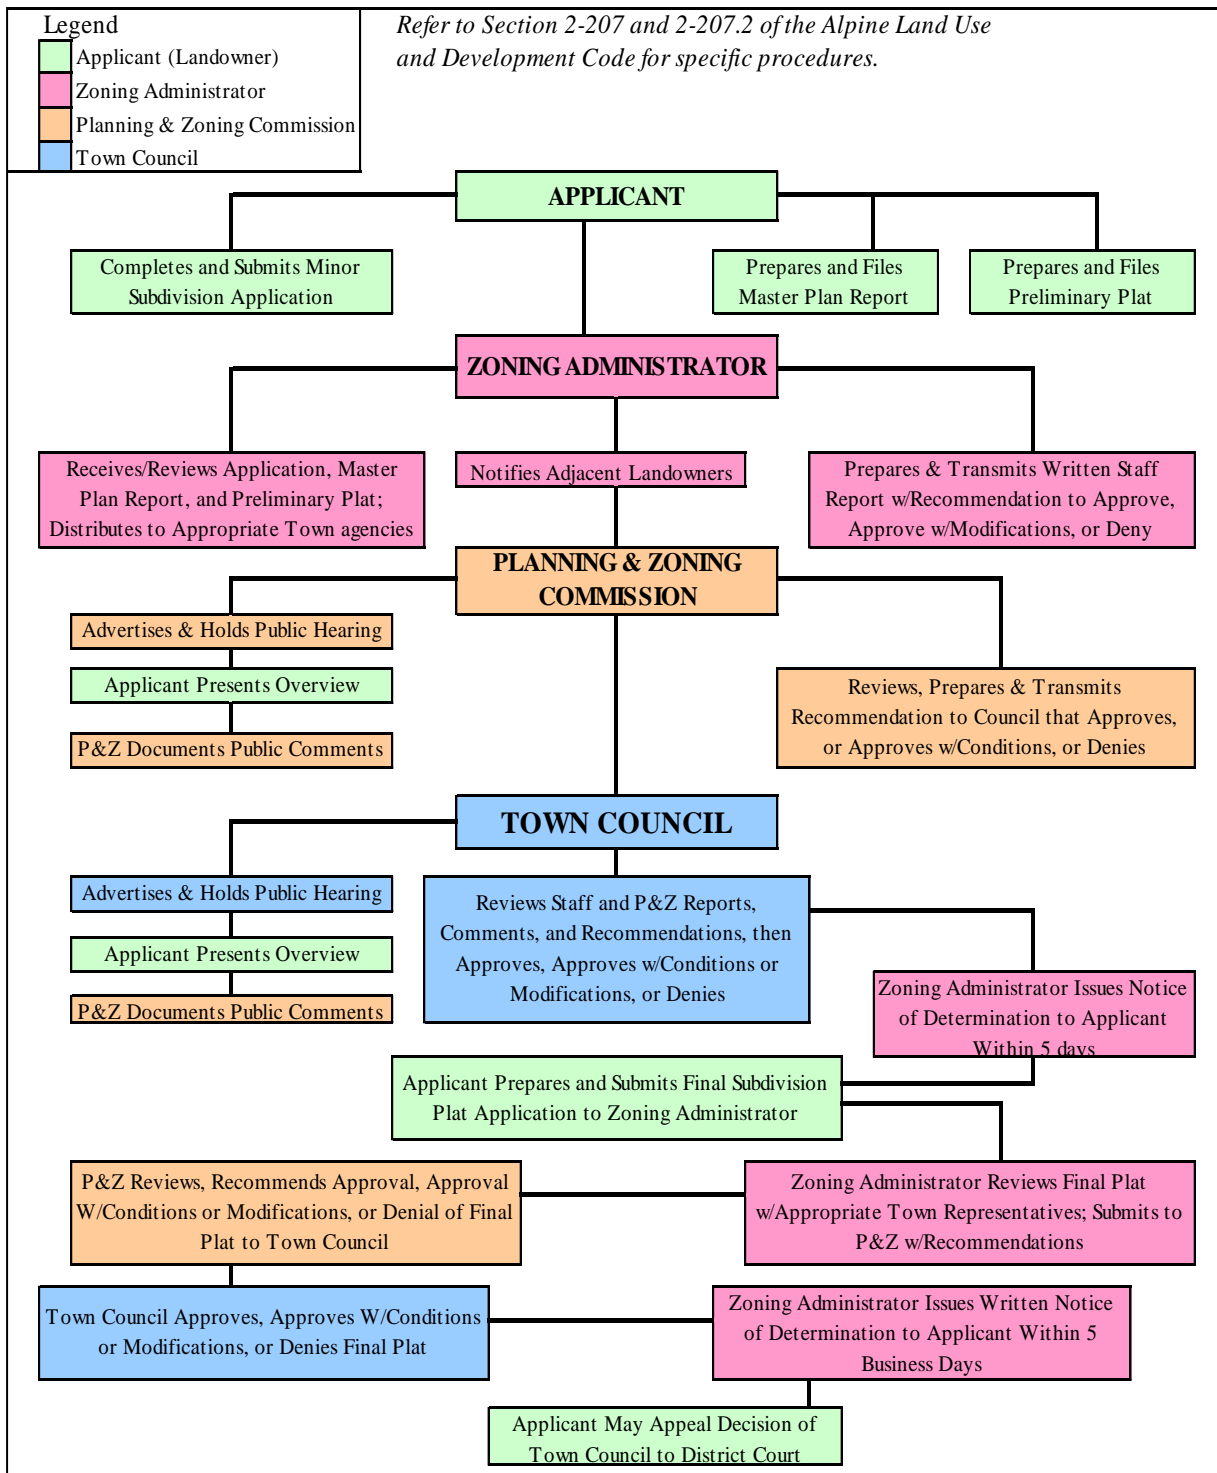 Legend
Applicant (Landowner)
Zoning Administrator
Planning & Zoning Commission
Town Council
Refer to Section 2-207 and 2-207.2 of the Alpine Land Use
and Development Code for specific procedures.
APPLICANT
Completes and Submits Minor
Subdivision Application
Prepares and Files
Master Plan Report
Prepares and Files
Preliminary Plat
ZONING ADMINISTRATOR
Receives/Reviews Application, Master
Plan Report, and Preliminary Plat;
Distributes to Appropriate Town agencies
Notifies Adjacent Landowners
Prepares & Transmits Written Staff
Report w/Recommendation to Approve,
Approve w/Modifications, or Deny
PLANNING & ZONING
COMMISSION
Advertises & Holds Public Hearing
Applicant Presents Overview
P&Z Documents Public Comments
Reviews, Prepares & Transmits
Recommendation to Council that Approves,
or Approves w/Conditions, or Denies
TOWN COUNCIL
Advertises & Holds Public Hearing
Applicant Presents Overview
P&Z Documents Public Comments
Reviews Staff and P&Z Reports,
Comments, and Recommendations, then
Approves, Approves w/Conditions or
Modifications, or Denies
Zoning Administrator Issues Notice
of Determination to Applicant
Within 5 days
Applicant Prepares and Submits Final Subdivision
Plat Application to Zoning Administrator
P&Z Reviews, Recommends Approval, Approval
W/Conditions or Modifications, or Denial of Final
Plat to Town Council
Zoning Administrator Reviews Final Plat
w/Appropriate Town Representatives; Submits to
P&Z w/Recommendations
Town Council Approves, Approves W/Conditions
or Modifications, or Denies Final Plat
Zoning Administrator Issues Written Notice
of Determination to Applicant Within 5
Business Days
Applicant May Appeal Decision of
Town Council to District Court